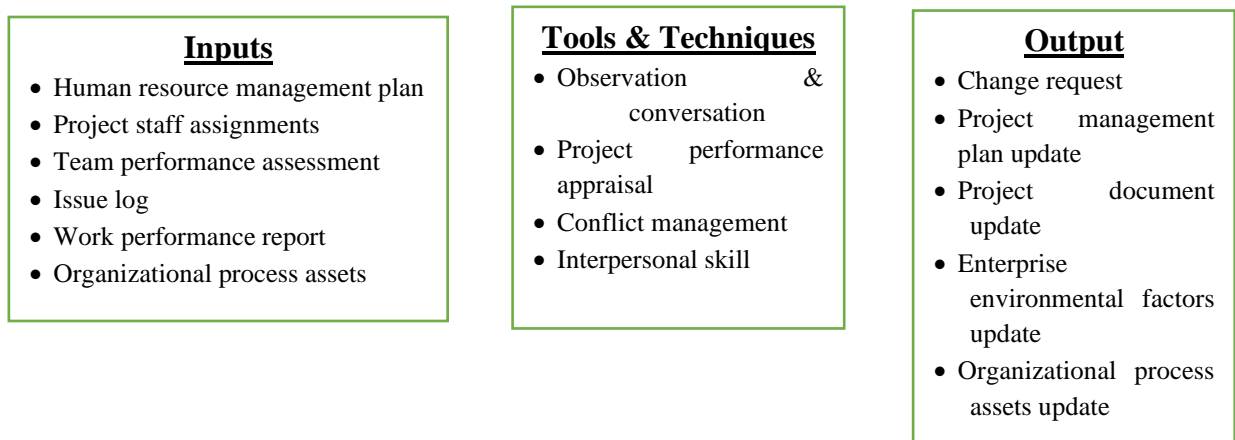 Inputs
• Human resource management plan
• Project staff assignments
• Team performance assessment
• Issue log
• Work performance report
• Organizational process assets
Tools & Techniques
• Observation &
conversation
• Project performance
appraisal
• Conflict management
• Interpersonal skill
Output
• Change request
• Project management
plan update
• Project document
update
• Enterprise
environmental factors
update
• Organizational process
assets update